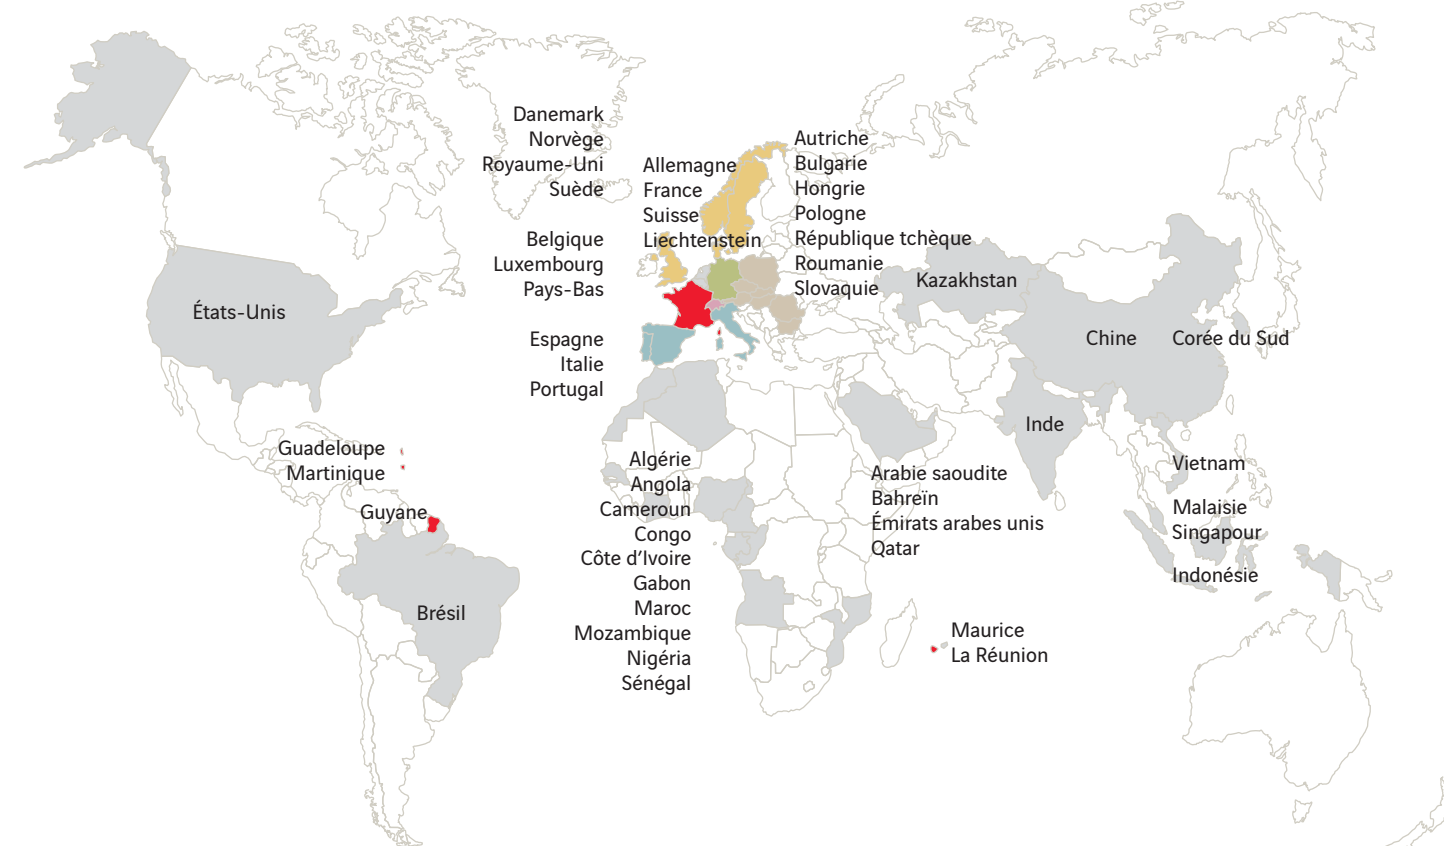 Danemark
Norvège
Royaume-Uni
Suède
Allemagne
France
Suisse
Liechtenstein
Autriche
Bulgarie
Hongrie
Pologne
République tchèque
Roumanie
Slovaquie
Belgique
Luxembourg
Pays-Bas
Espagne
Italie
Portugal
États-Unis
Kazakhstan
Chine
Corée du Sud
Inde
Guadeloupe
Martinique
Guyane
Brésil
Algérie
Angola
Cameroun
Congo
Côte d’Ivoire
Gabon
Maroc
Mozambique
Nigéria
Sénégal
Arabie saoudite
Bahreïn
Émirats arabes unis
Qatar
Vietnam
Malaisie
Singapour
Indonésie
Maurice
La Réunion